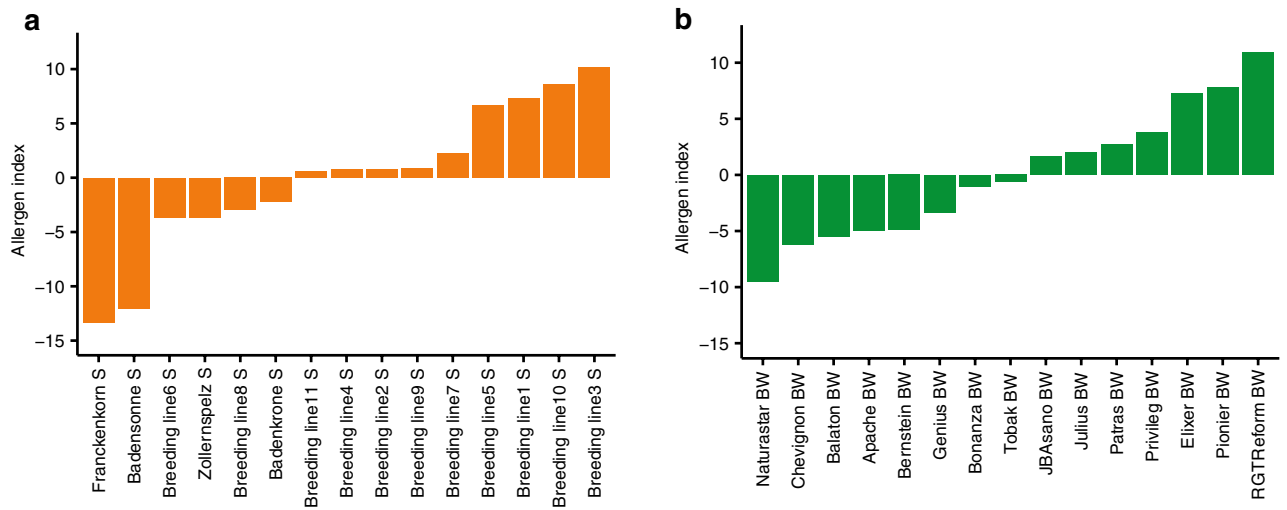 a
Allergen index
10
5
0
−5
−10
−15
Franckenkorn S
Badensonne S
Breeding line6 S
Zollernspelz S
Breeding line8 S
Badenkrone S
Breeding line11 S
Breeding line4 S
Breeding line2 S
Breeding line9 S
Breeding line7 S
Breeding line5 S
Breeding line1 S
Breeding line10 S
Breeding line3 S
b
Allergen index
10
5
0
−5
−10
−15
Naturastar BW
Chevignon BW
Balaton BW
Apache BW
Bernstein BW
Genius BW
Bonanza BW
Tobak BW
JBAsano BW
Julius BW
Patras BW
Privileg BW
Elixer BW
Pionier BW
RGTReform BW